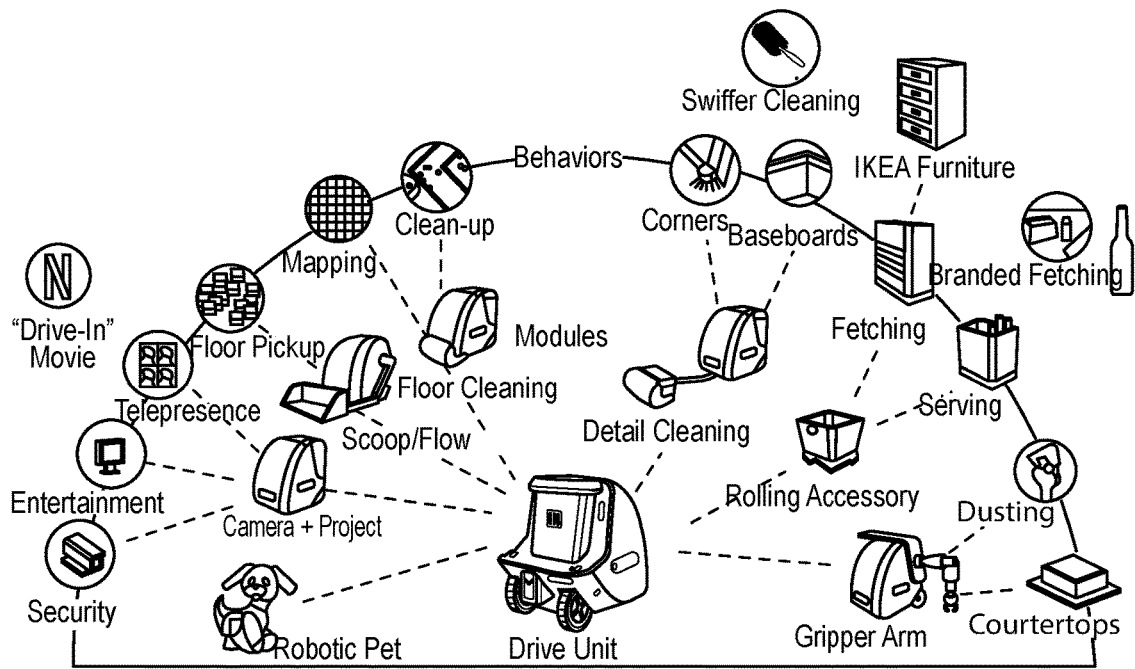 Swiffer Cleaning
IKEA Furniture
Behaviors
Clean-up
Corners
Baseboards
Mapping
Branded Fetching
N
"Drive-In"
Movie
Floor Pickup
Modules
Fetching
Floor Cleaning
Telepresence
Scoop/Flow
Detail Cleaning
Serving
Entertainment
Camera + Project
Rolling Accessory
Dusting
Security
Robotic Pet
Drive Unit
Gripper Arm
Courtertops